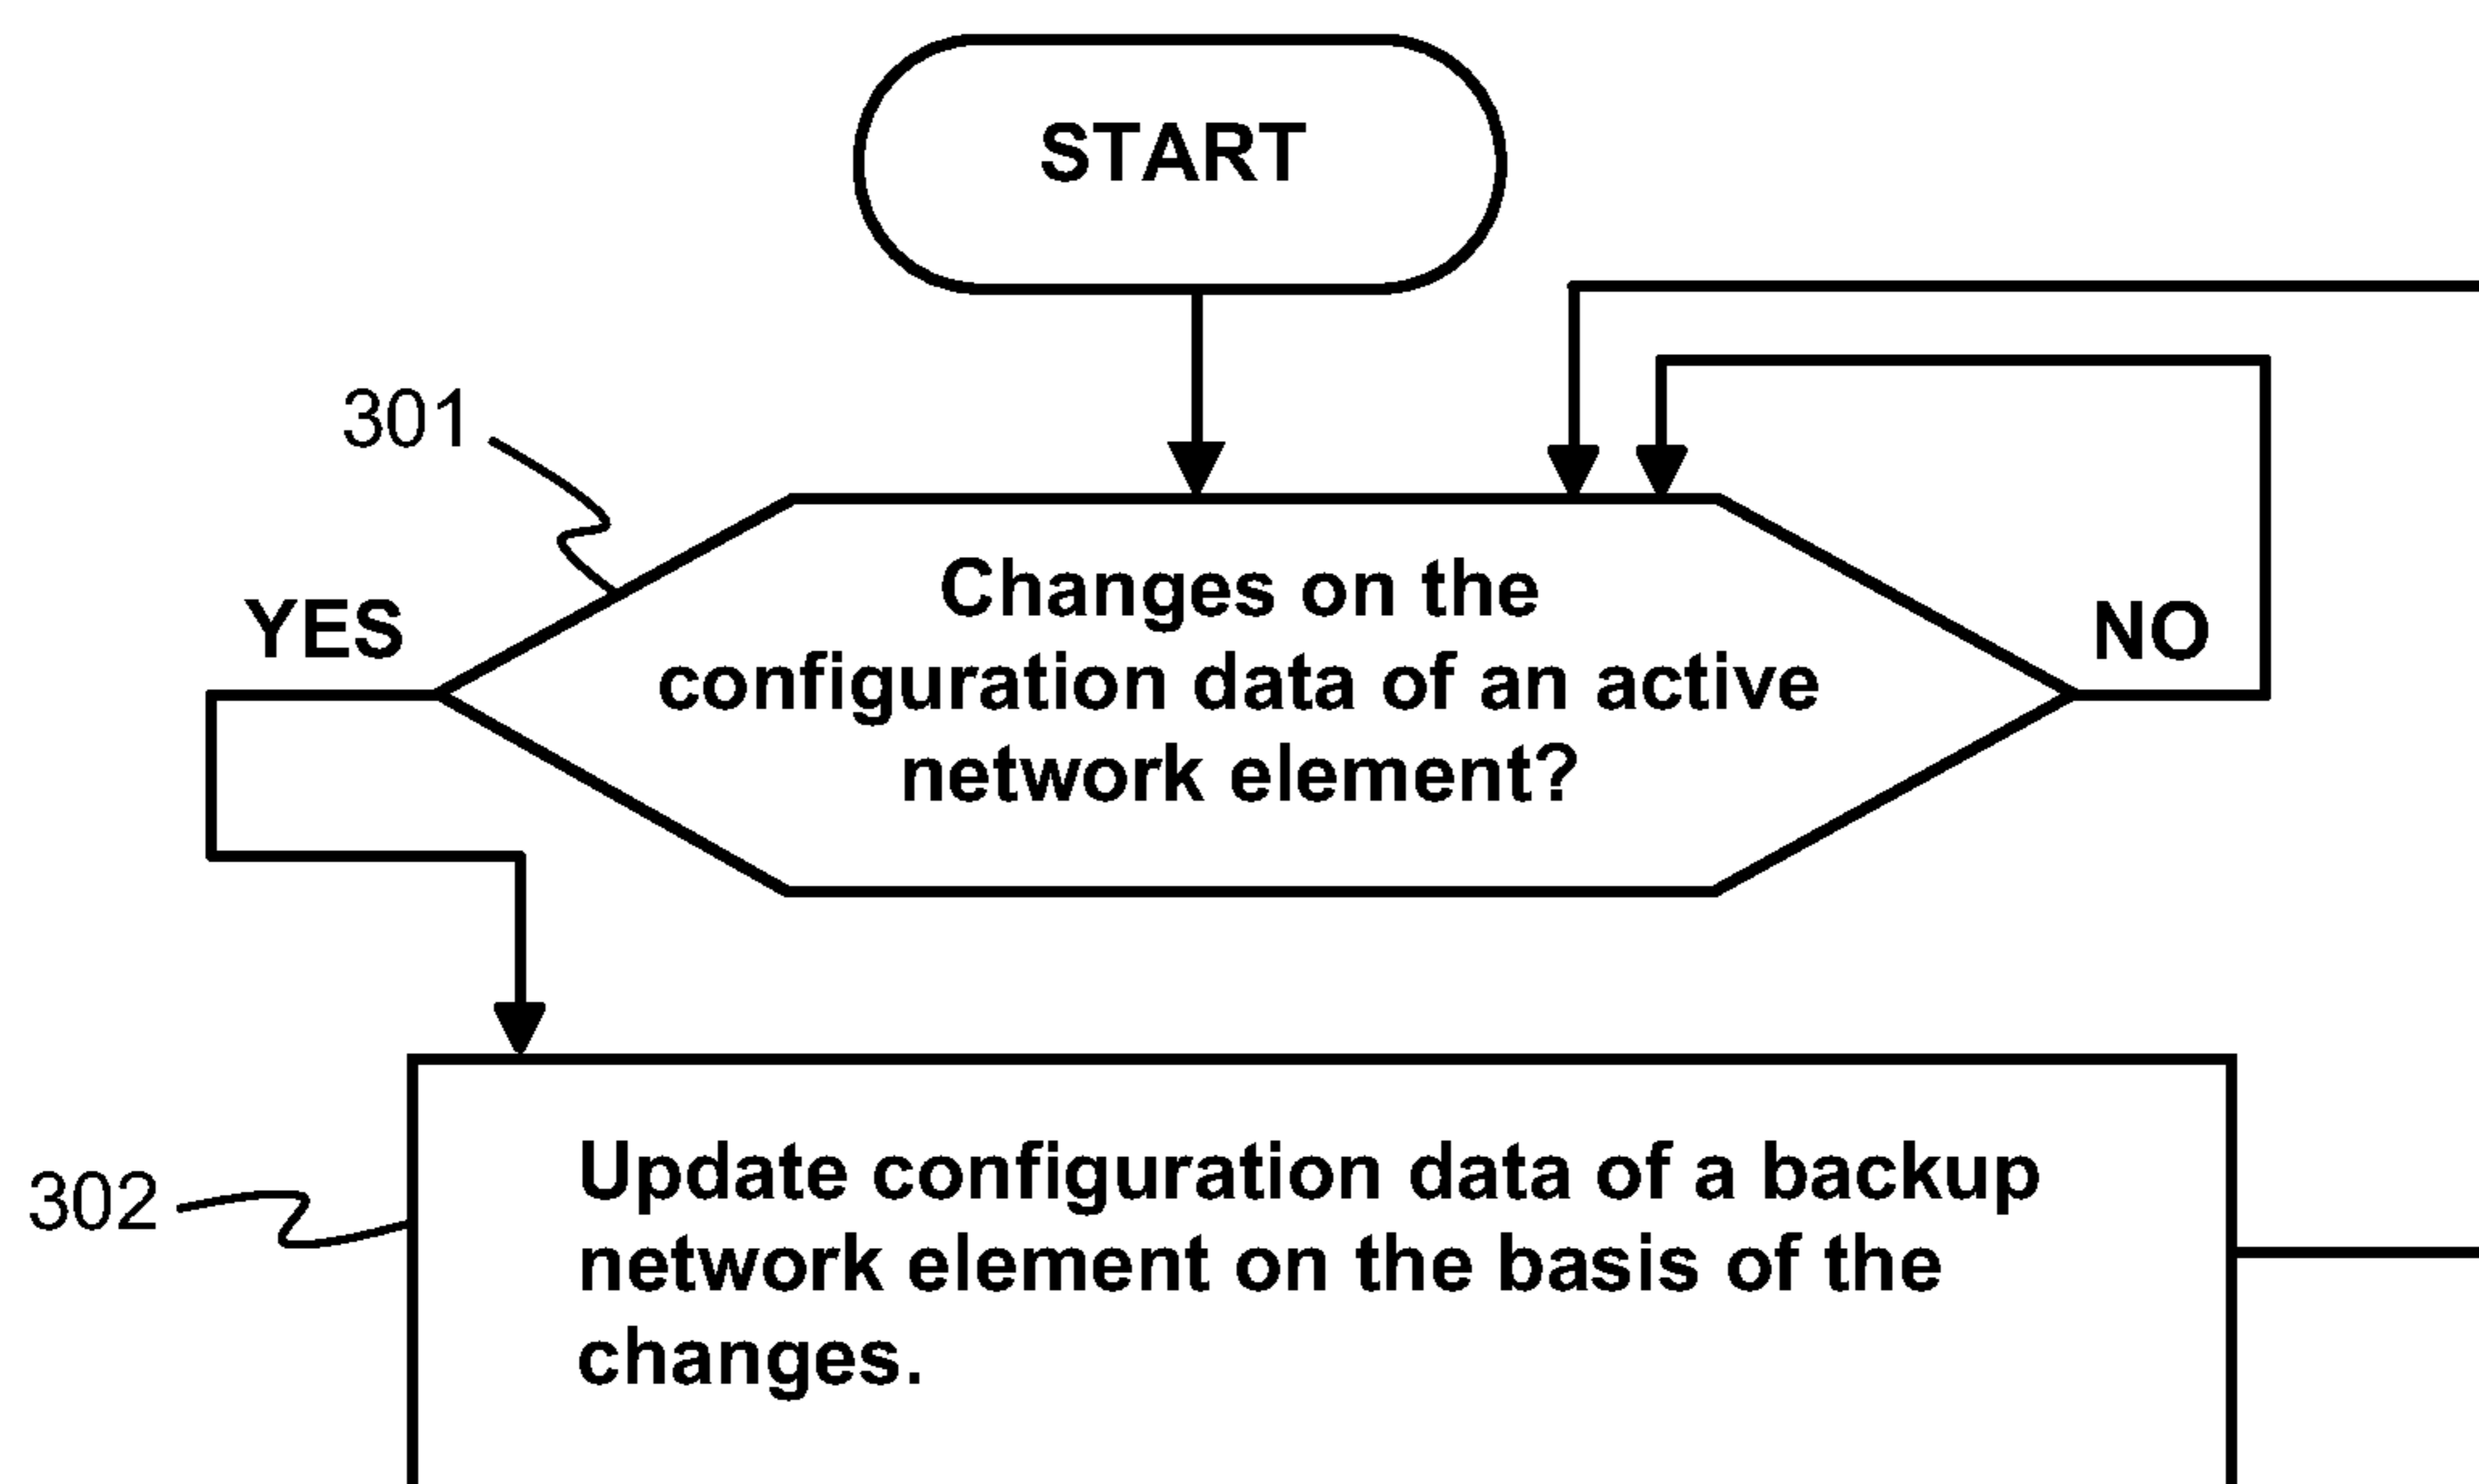 START
301
YES
Changes on the
configuration data of an active
network element?
NO
302
Update configuration data of a backup
network element on the basis of the
changes.